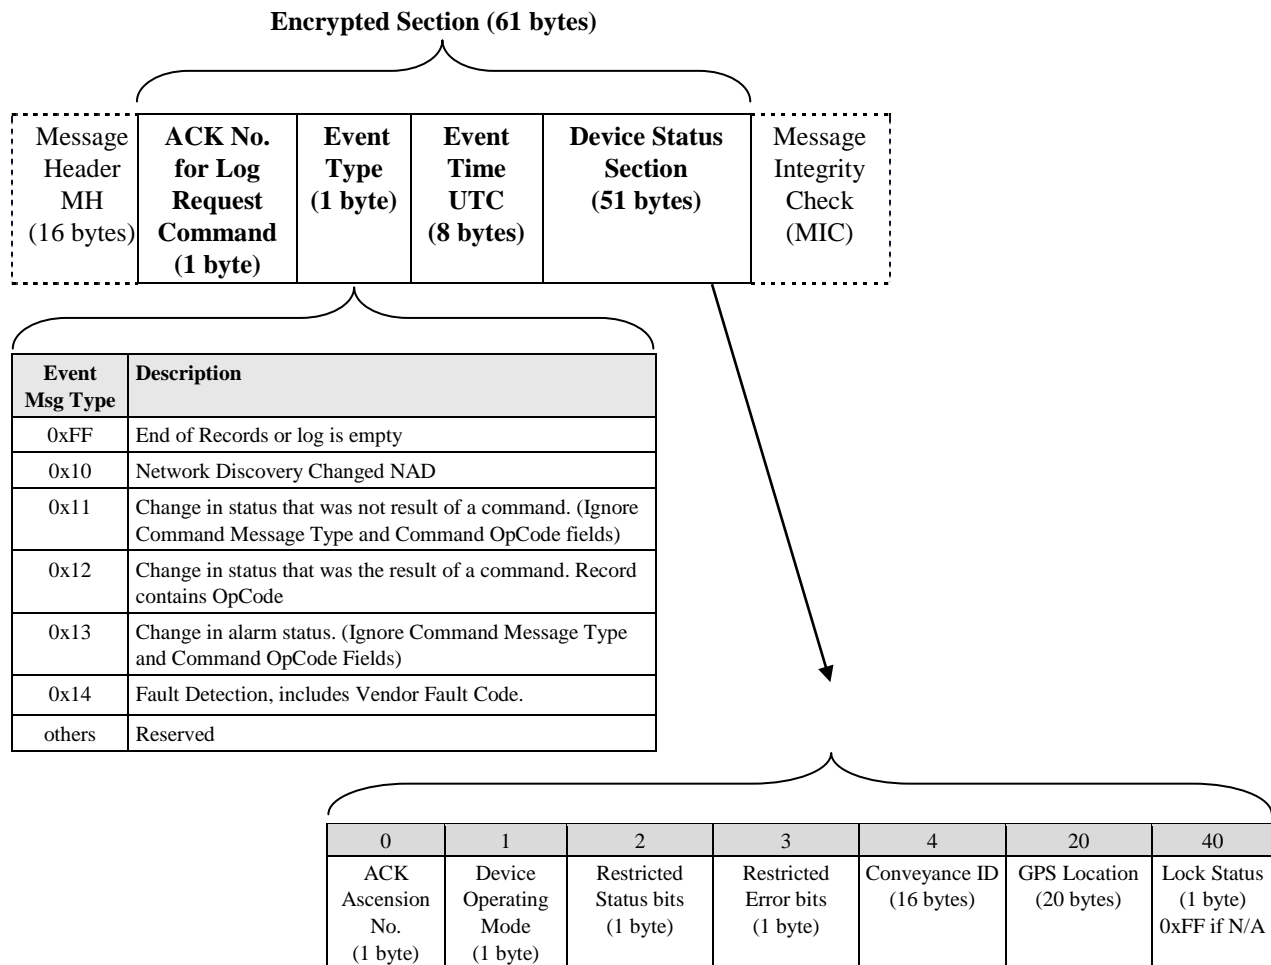 Encrypted Section (61 bytes)
Message
Header
MH
(16 bytes)
ACK No.
for Log
Request
Command
(1 byte)
Event
Type
(1 byte)
Event
Time
UTC
(8 bytes)
Device Status
Section
(51 bytes)
Message
Integrity
Check
(MIC)
Event
Msg Type
Description
0xFF
End of Records or log is empty
0x10
Network Discovery Changed NAD
0x11
Change in status that was not result of a command. (Ignore
Command Message Type and Command OpCode fields)
0x12
Change in status that was the result of a command. Record
contains OpCode
0x13
Change in alarm status. (Ignore Command Message Type
and Command OpCode Fields)
0x14
Fault Detection, includes Vendor Fault Code.
others
Reserved
0
1
2
3
4
20
40
ACK
Ascension
No.
(1 byte)
Device
Operating
Mode
(1 byte)
Restricted
Status bits
(1 byte)
Restricted
Error bits
(1 byte)
Conveyance ID
(16 bytes)
GPS Location
(20 bytes)
Lock Status
(1 byte)
0xFF if N/A